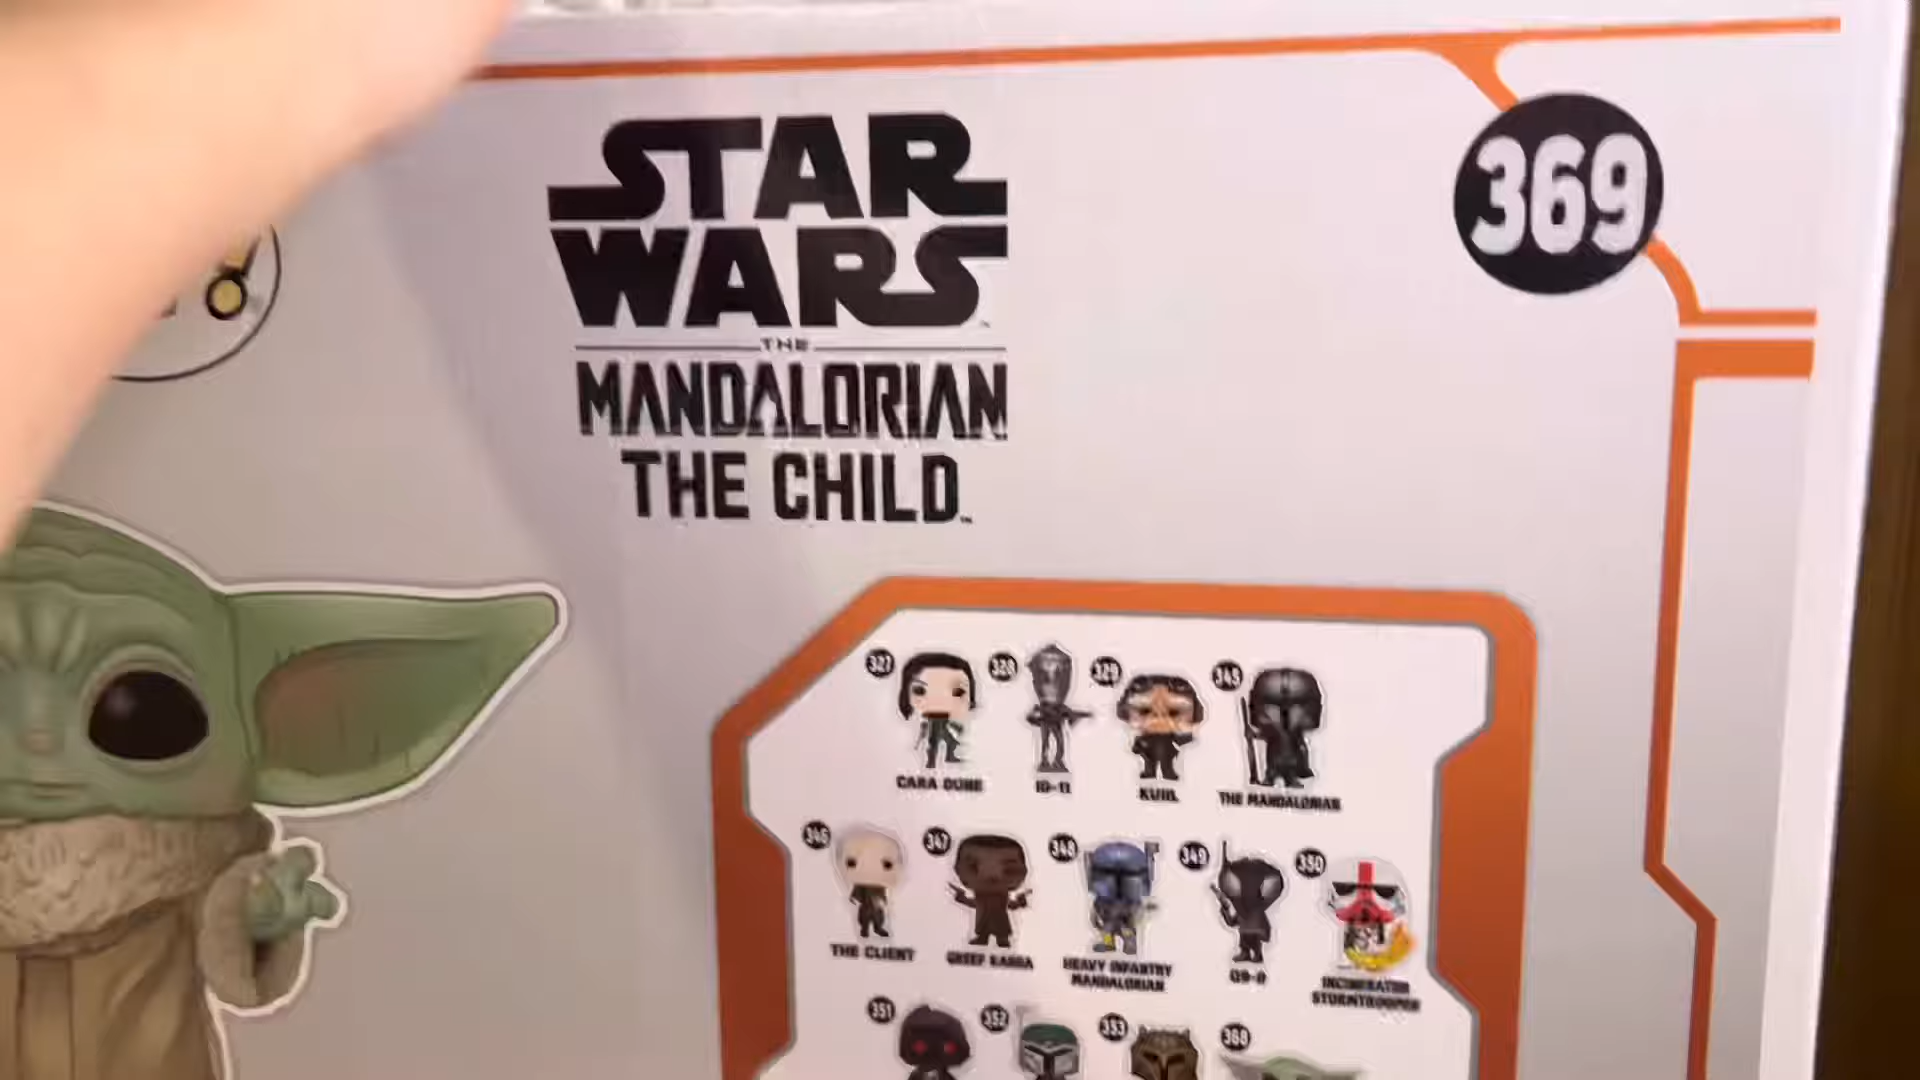 STAR
WARS
THE
MANDALORIAN
THE CHILD
369
327 328 329 345
CARA DUNE IG-11 KUIIL THE MANDALORIAN
346 347 348 349 350
THE CLIENT GREEF KARGA HEAVY INFANTRY MANDALORIAN Q9-0 INCINERATOR STORMTROOPER
351 352 353 368